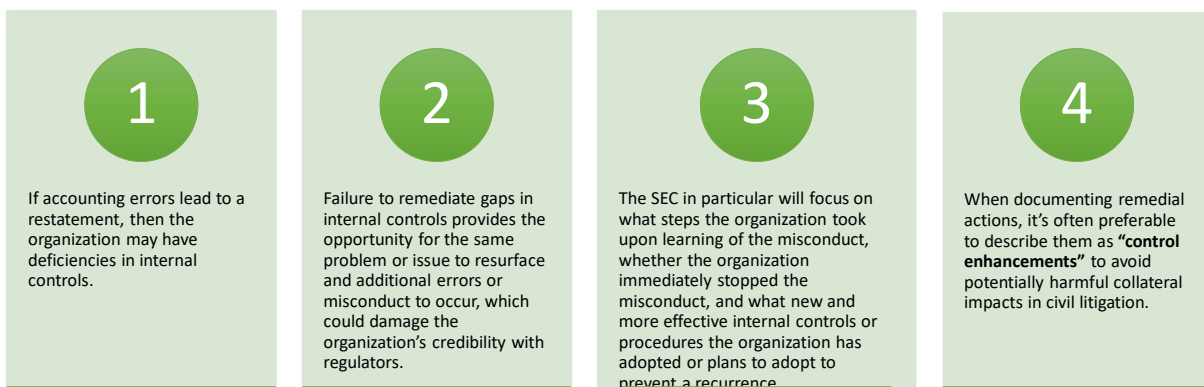 1
If accounting errors lead to a
restatement, then the
organization may have
deficiencies in internal
controls.
2
Failure to remediate gaps in
internal controls provides the
opportunity for the same
problem or issue to resurface
and additional errors or
misconduct to occur, which
could damage the
organization’s credibility with
regulators.
3
The SEC in particular will focus on
what steps the organization took
upon learning of the misconduct,
whether the organization
immediately stopped the
misconduct, and what new and
more effective internal controls or
procedures the organization has
adopted or plans to adopt to
prevent a recurrence
4
When documenting remedial
actions, it’s often preferable
to describe them as “control
enhancements” to avoid
potentially harmful collateral
impacts in civil litigation.